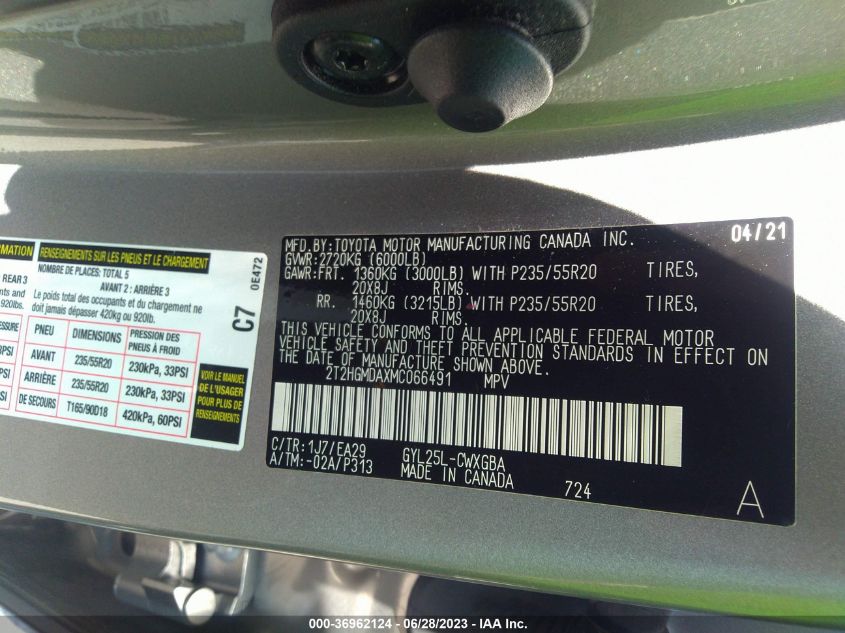 ORMATION
REAR 3
nts and
920lbs.
ESSURE
RENSEIGNEMENTS SUR LES PNEUS ET LE CHARGEMENT
NOMBRE DE PLACES: TOTAL 5
AVANT 2 : ARRIÈRE 3
Le poids total des occupants et du chargement ne
doit jamais dépasser 420kg ou 920lb.
PNEU DIMENSIONS PRESSION DES PNEUS À FROID
AVANT 235/55R20 230kPa, 33PSI
ARRIÈRE 235/55R20 230kPa, 33PSI
DE SECOURS T165/90D18 420kPa, 60PSI
VOIR LE MANUEL
DE L'USAGER
POUR PLUS DE
RENSEIGNEMENTS
C7
0E472
04/21
MFD.BY:TOYOTA MOTOR MANUFACTURING CANADA INC.
GVWR:2720KG (6000LB)
GAWR:FRT. 1360KG (3000LB) WITH P235/55R20 TIRES,
20X8J RIMS.
RR. 1460KG (3215LB) WITH P235/55R20 TIRES,
20X8J RIMS.
THIS VEHICLE CONFORMS TO ALL APPLICABLE FEDERAL MOTOR
VEHICLE SAFETY AND THEFT PREVENTION STANDARDS IN EFFECT ON
THE DATE OF MANUFACTURE SHOWN ABOVE.
2T2HGMDAXMC066491 MPV
C/TR:1J7/EA29 GYL25L-CWXGBA
A/TM:-02A/P313 MADE IN CANADA
724
A
000-36962124 - 06/28/2023 - IAA Inc.